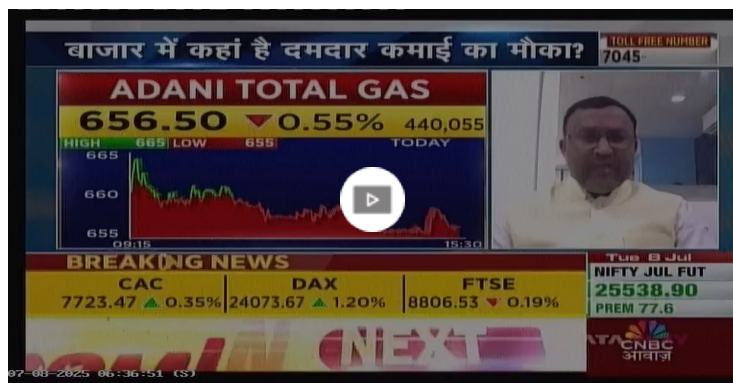 बाजार में कहां है दमदार कमाई का मौका?
TOLL FREE NUMBER
7045
ADANI TOTAL GAS
656.50 ▼0.55% 440,055
HIGH 665 LOW 655 TODAY
665
660
655
09:15 15:30
BREAKING NEWS
CAC DAX FTSE
7723.47 ▲ 0.35% 24073.67 ▲ 1.20% 8806.53 ▼ 0.19%
Tue 8 Jul
NIFTY JUL FUT
25538.90
PREM 77.6
NEXT
CNBC
आवाज़
07-08-2025 06:36:51 (S)